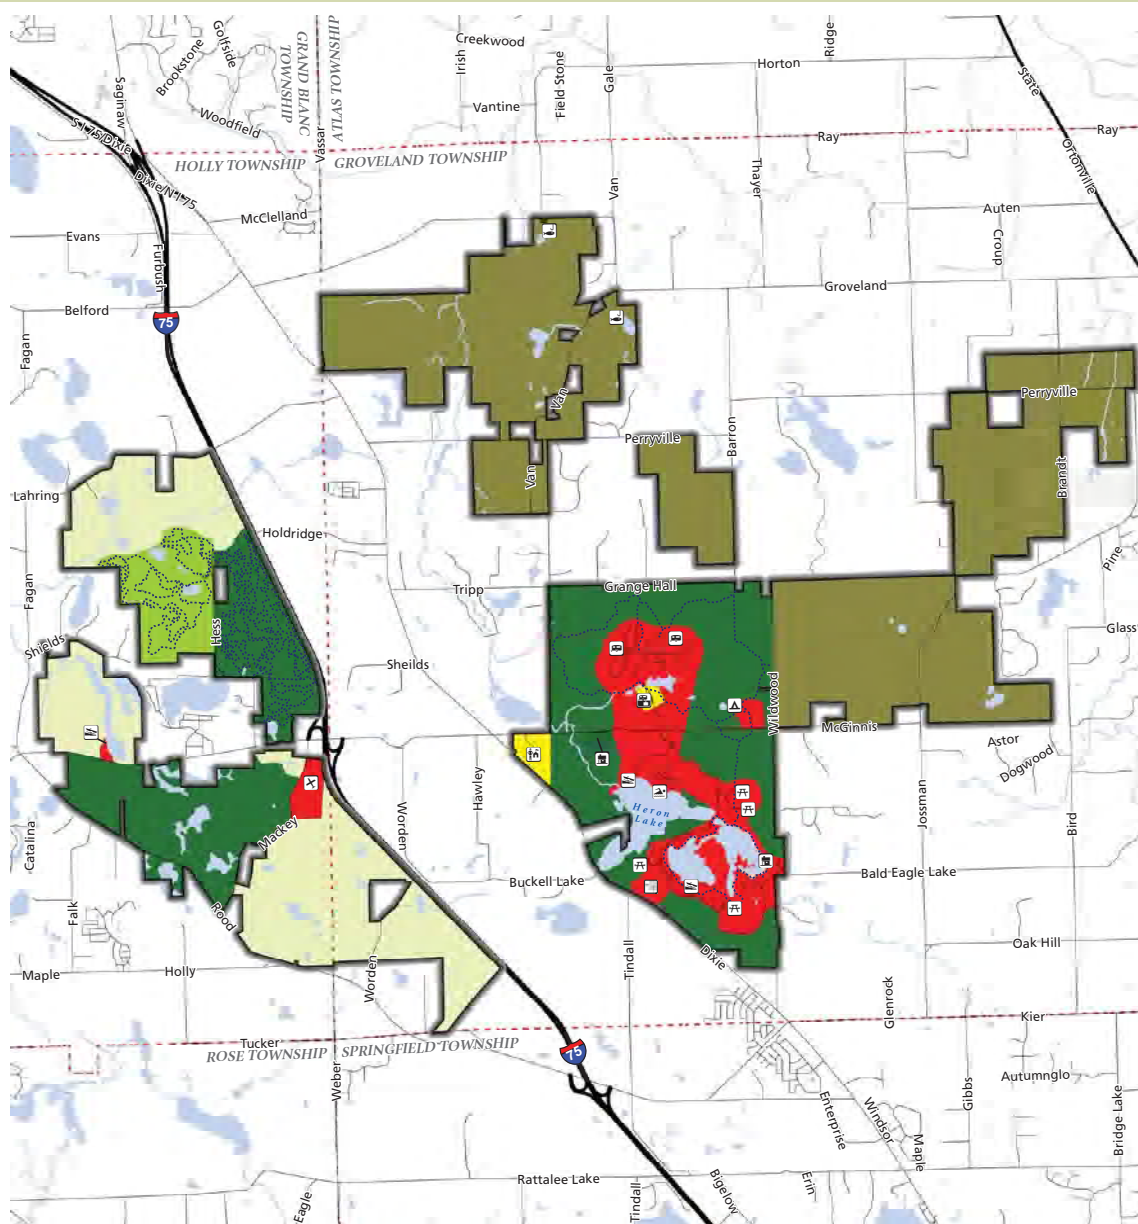 Creekwood
Irish
Golfside
Brookstone
GRAND BLANC
TOWNSHIP
ATLAS TOWNSHIP
Field Stone
Gale
Ridge
Horton
State
Saginaw
Vantine
Woodfield
S I 75/Dixie
Vassar
Ray
Ray
HOLLY TOWNSHIP
GROVELAND TOWNSHIP
Ortonville
Dixie/N I 75
Van
Thayer
McClelland
Auten
Evans
Crond
Furbush
Groveland
Belford
75
Fagan
Perryville
Van
Perryville
Barron
Brandt
Van
Lahring
Holdridge
Pine
Tripp
Grange Hall
Fagan
Hess
Glass
Shields
Sheilds
Wildwood
McGinnis
Astor
Dogwood
Hawley
Worden
Jossman
Bird
Heron
Lake
Mackey
Catalina
Buckell Lake
Bald Eagle Lake
Falk
Rood
Oak Hill
Dixie
Tindall
Maple
Holly
Worden
Glenrock
Kier
Tucker
ROSE TOWNSHIP
SPRINGFIELD TOWNSHIP
75
Weber
Autumnglo
Gibbs
Enterprise
Windsor
Bridge Lake
Maple
Rattalee Lake
Eagle
Tindall
Bigelow
Erin